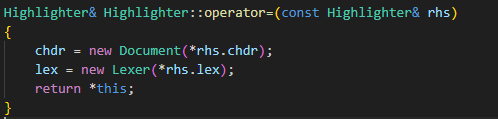 Highlighter& Highlighter::operator=(const Highlighter& rhs)
{
    chdr = new Document(*rhs.chdr);
    lex = new Lexer(*rhs.lex);
    return *this;
}